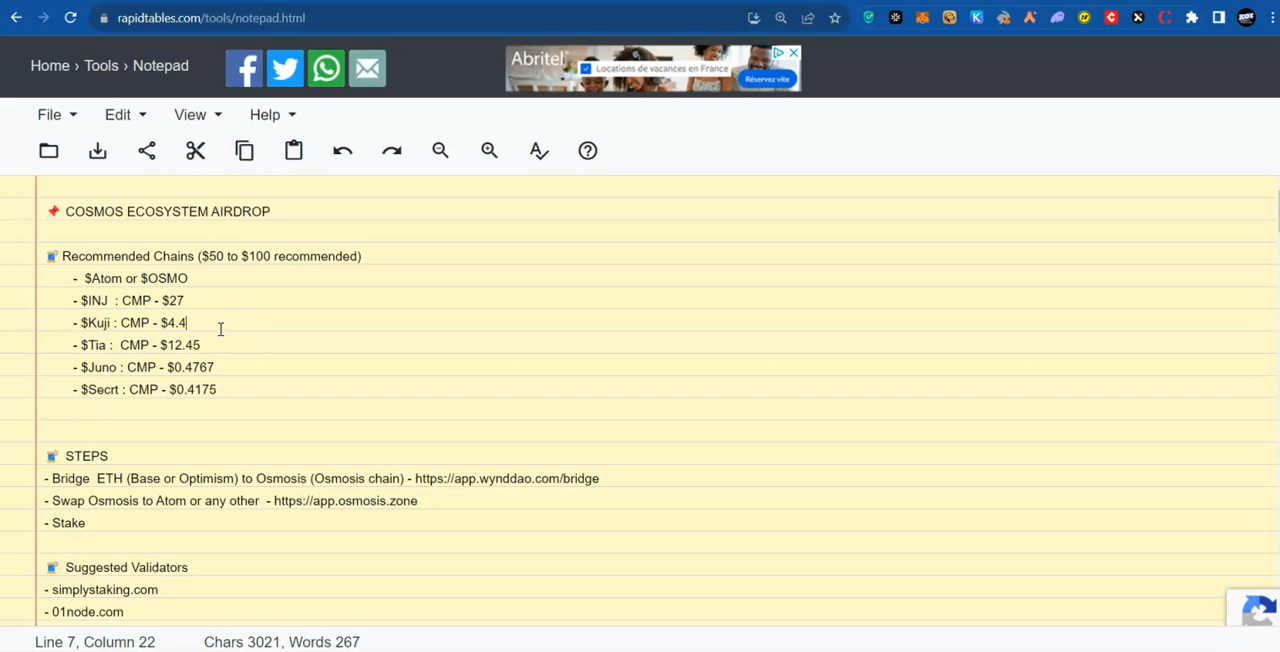 rapidtables.com/tools/notepad.html
Home › Tools › Notepad
Abritel
Locations de vacances en France
Réservez vite
File Edit View Help
📌 COSMOS ECOSYSTEM AIRDROP
Recommended Chains ($50 to $100 recommended)
- $Atom or $OSMO
- $INJ : CMP - $27
- $Kuji : CMP - $4.4
- $Tia : CMP - $12.45
- $Juno : CMP - $0.4767
- $Secrt : CMP - $0.4175
STEPS
- Bridge ETH (Base or Optimism) to Osmosis (Osmosis chain) - https://app.wynddao.com/bridge
- Swap Osmosis to Atom or any other - https://app.osmosis.zone
- Stake
Suggested Validators
- simplystaking.com
- 01node.com
Line 7, Column 22 Chars 3021, Words 267